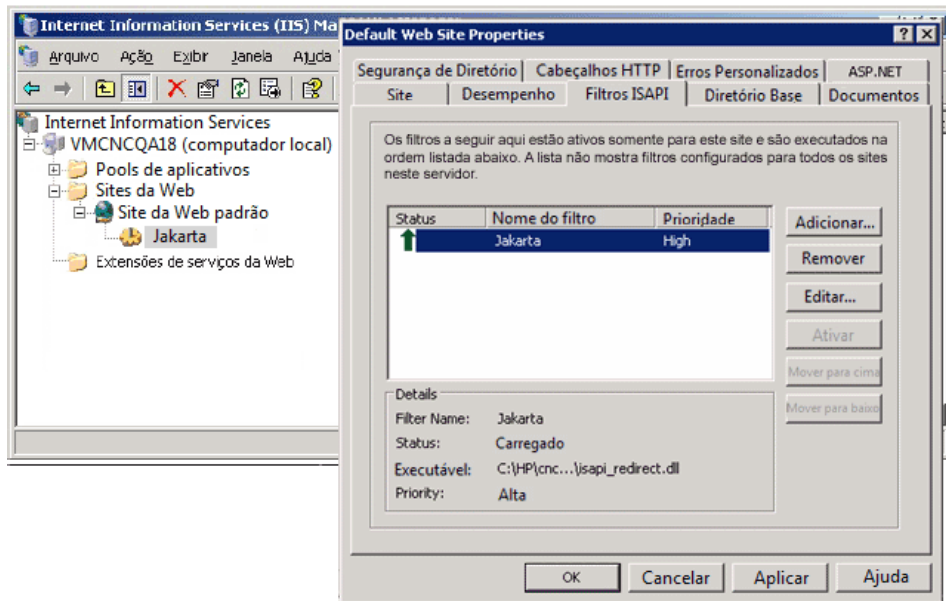 Internet Information Services (IIS) Ma
Arquivo Ação Exibr Janela Ajuda
Internet Information Services
VMCNCQA18 (computador local)
Pools de aplicativos
Sites da Web
Site da Web padrão
Jakarta
Extensões de serviços da Web
Default Web Site Properties
Segurança de Diretório Cabeçalhos HTTP Erros Personalizados ASP.NET
Site Desempenho Filtros ISAPI Diretório Base Documentos
Os filtros a seguir aqui estão ativos somente para este site e são executados na
ordem listada abaixo. A lista não mostra filtros configurados para todos os sites
neste servidor.
Status Nome do filtro Prioridade
Jakarta High
Adicionar...
Remover
Editar...
Ativar
Mover para cima
Mover para baixo
Details
Filter Name: Jakarta
Status: Carregado
Executável: C:\HP\cnc...\isapi_redirect.dll
Priority: Alta
OK Cancelar Aplicar Ajuda